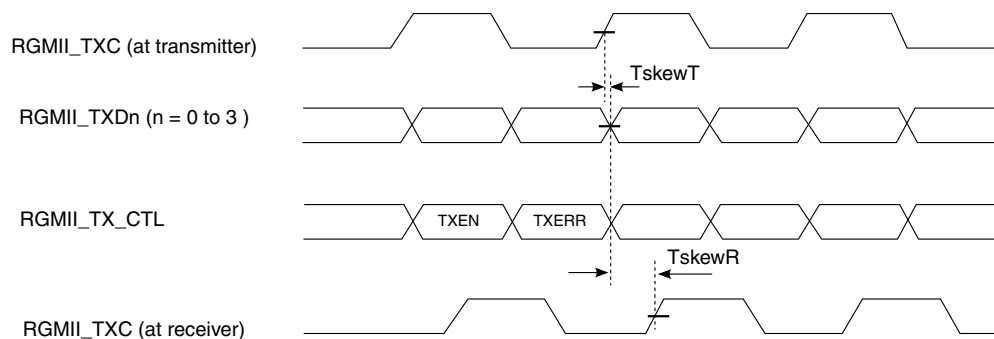 RGMII_TXC (at transmitter)
TskewT
RGMII_TXDn (n = 0 to 3 )
RGMII_TX_CTL
TXEN
TXERR
TskewR
RGMII_TXC (at receiver)